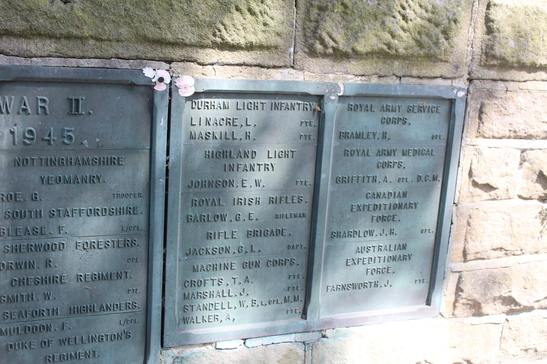 WAR II.
1945.
NOTTINGHAMSHIRE
YEOMANRY.
ROE. G. TROOPER.
SOUTH STAFFORDSHIRE.
BLEASE. F. L/CPL.
SHERWOOD FORESTERS.
ORWIN. R. CPL.
CHESHIRE REGIMENT.
SMITH. W. PTE.
SEAFORTH HIGHLANDERS.
MULDOON. F. L/CPL.
DUKE OF WELLINGTON'S
REGIMENT.
DURHAM LIGHT INFANTRY.
LINACRE, L. PTE.
MASKILL, H. PTE.
HIGHLAND LIGHT
INFANTRY
JOHNSON, E.W. PTE.
ROYAL IRISH RIFLES.
BARLOW, G.E. RIFLEMAN
RIFLE BRIGADE.
JACKSON, G.L. CAPT.
MACHINE GUN CORPS.
CROFTS, T.A. PTE.
MARSHALL, J. PTE.
STANDELL, W.B. L.CPL. M.M.
WALKER, A. PTE.
ROYAL ARMY SERVICE
CORPS.
BRAMLEY, H. CPL.
ROYAL ARMY MEDICAL
CORPS.
GRIFFITH, A. CPL. D.C.M.
CANADIAN
EXPEDITIONARY
FORCE.
SHARDLOW, J.H. CPL.
AUSTRALIAN
EXPEDITIONARY
FORCE.
FARNSWORTH, J. PTE.